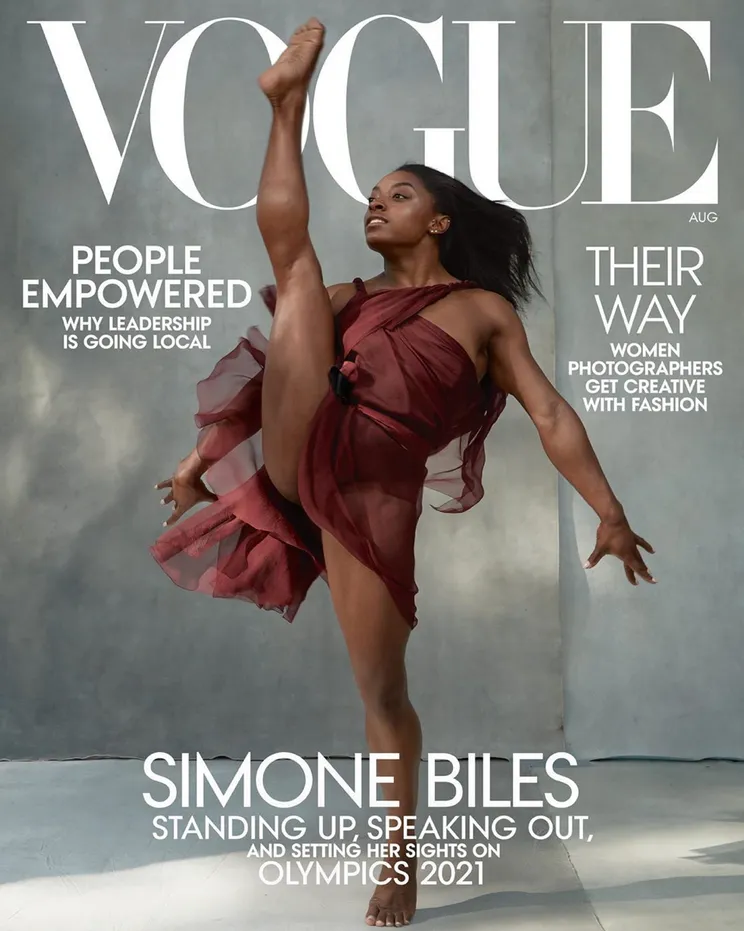 VOGUE
AUG
PEOPLE
EMPOWERED
WHY LEADERSHIP
IS GOING LOCAL
THEIR
WAY
WOMEN
PHOTOGRAPHERS
GET CREATIVE
WITH FASHION
SIMONE BILES
STANDING UP, SPEAKING OUT,
AND SETTING HER SIGHTS ON
OLYMPICS 2021